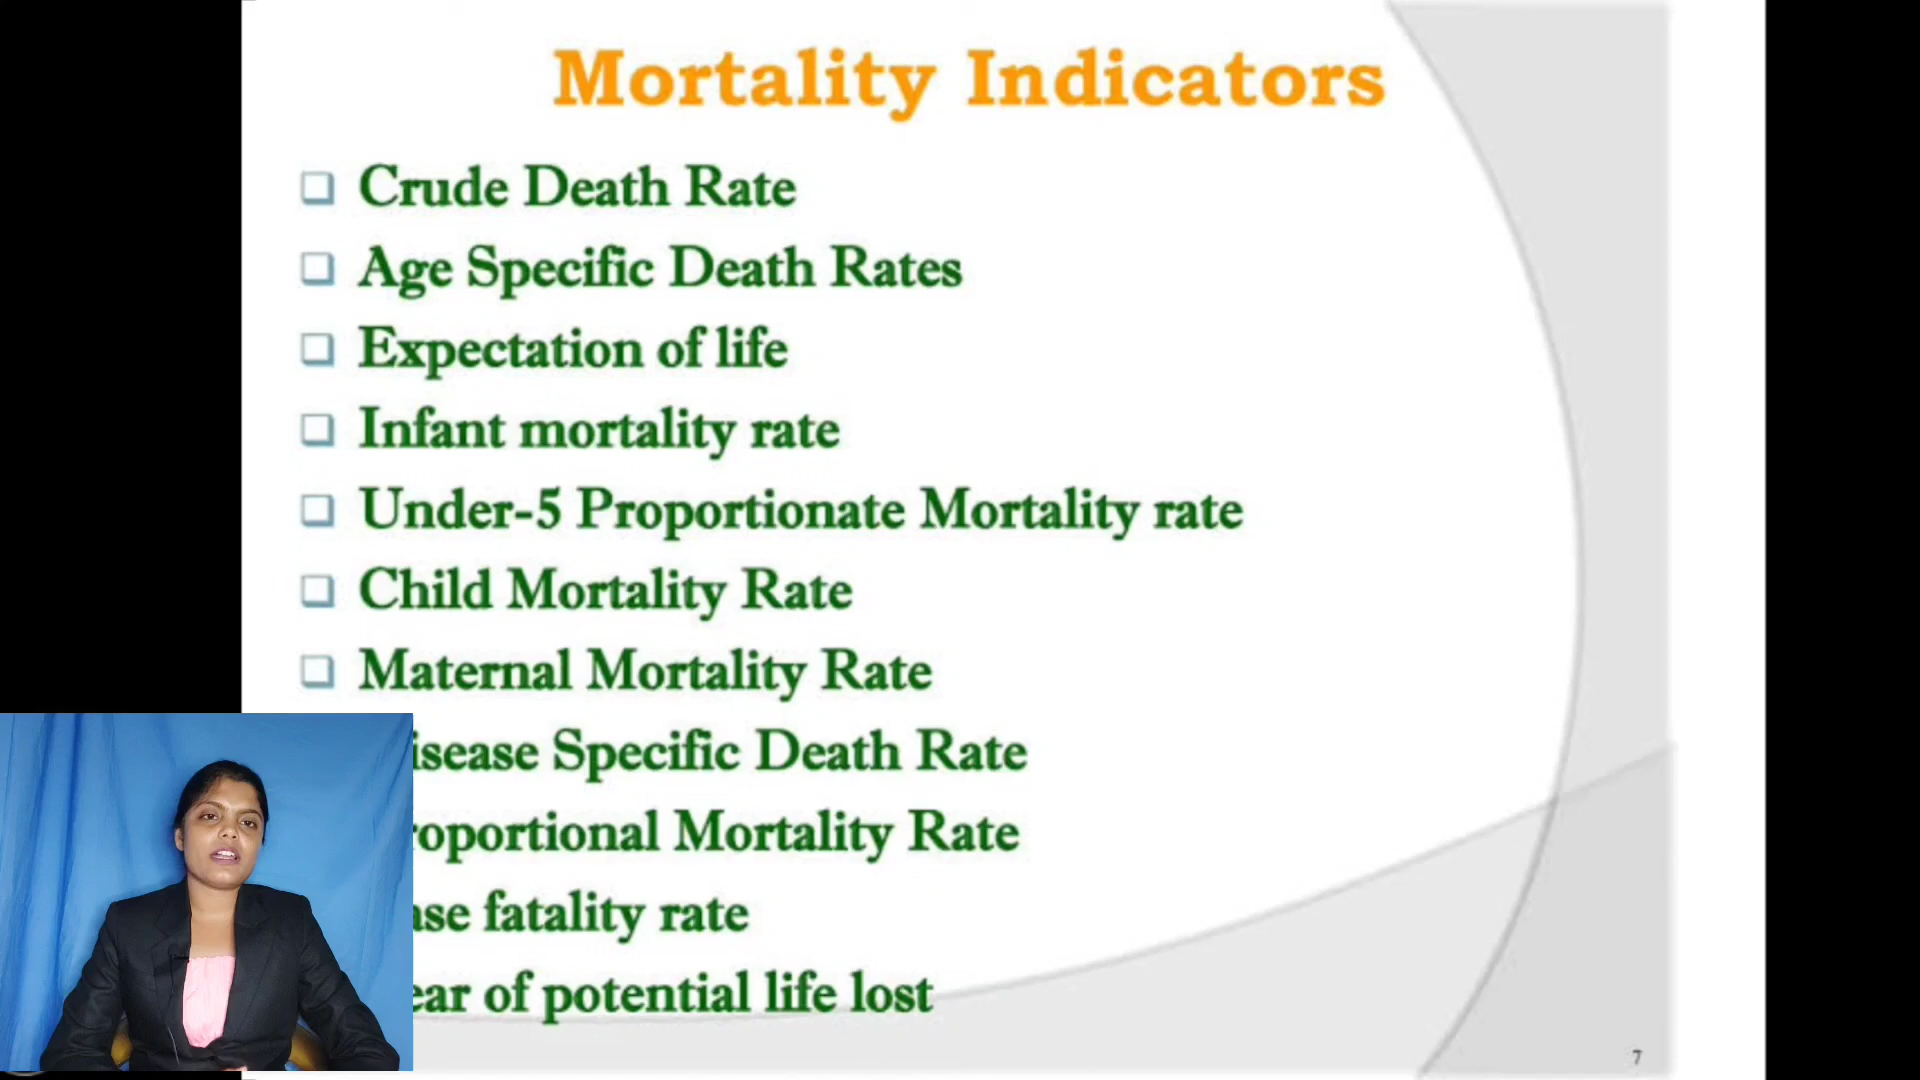 Mortality Indicators
Crude Death Rate
Age Specific Death Rates
Expectation of life
Infant mortality rate
Under-5 Proportionate Mortality rate
Child Mortality Rate
Maternal Mortality Rate
isease Specific Death Rate
roportional Mortality Rate
ase fatality rate
ear of potential life lost
7